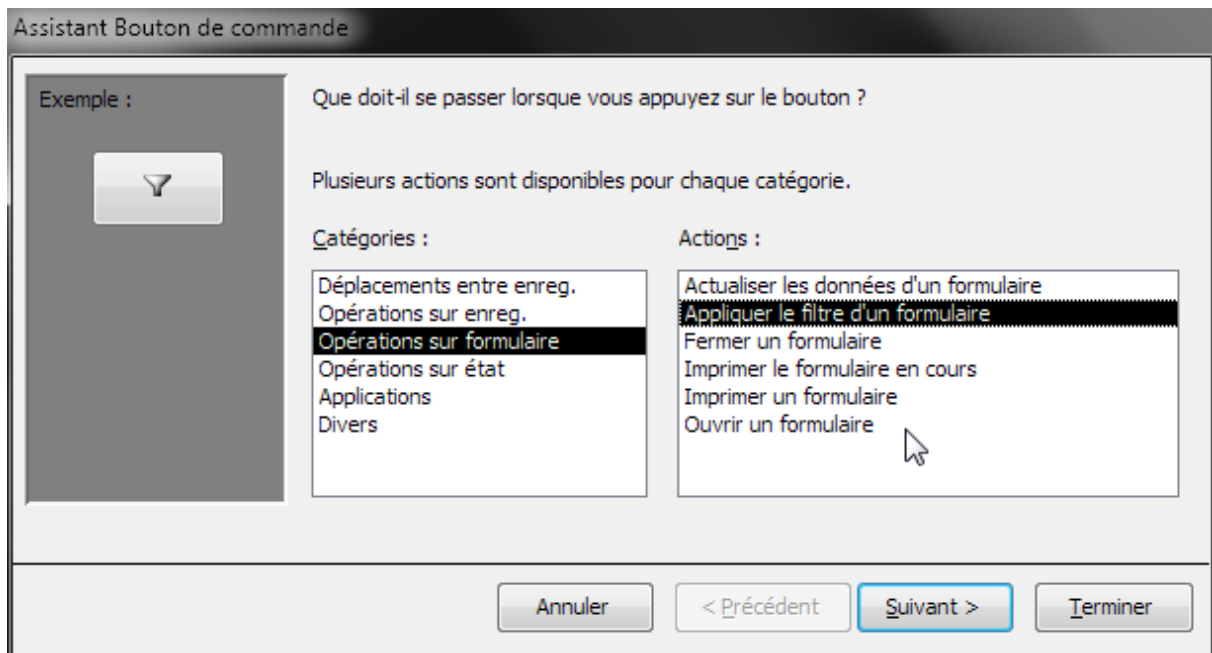 Assistant Bouton de commande
Exemple :
Que doit-il se passer lorsque vous appuyez sur le bouton ?
Plusieurs actions sont disponibles pour chaque catégorie.
Catégories :
Déplacements entre enreg.
Opérations sur enreg.
Opérations sur formulaire
Opérations sur état
Applications
Divers
Actions :
Actualiser les données d'un formulaire
Appliquer le filtre d'un formulaire
Fermer un formulaire
Imprimer le formulaire en cours
Imprimer un formulaire
Ouvrir un formulaire
Annuler
< Précédent
Suivant >
Terminer